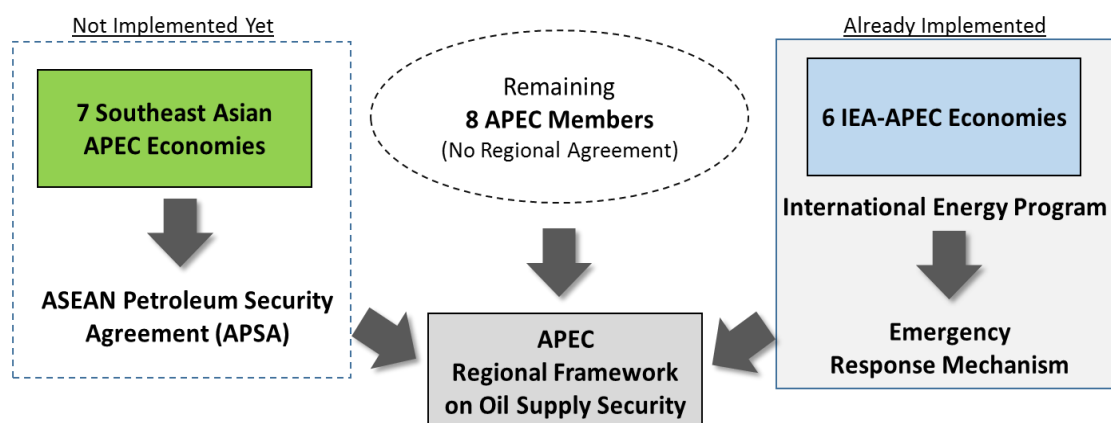 Not Implemented Yet
7 Southeast Asian
APEC Economies
ASEAN Petroleum Security
Agreement (APSA)
Remaining
8 APEC Members
(No Regional Agreement)
APEC
Regional Framework
on Oil Supply Security
Already Implemented
6 IEA-APEC Economies
International Energy Program
Emergency
Response Mechanism